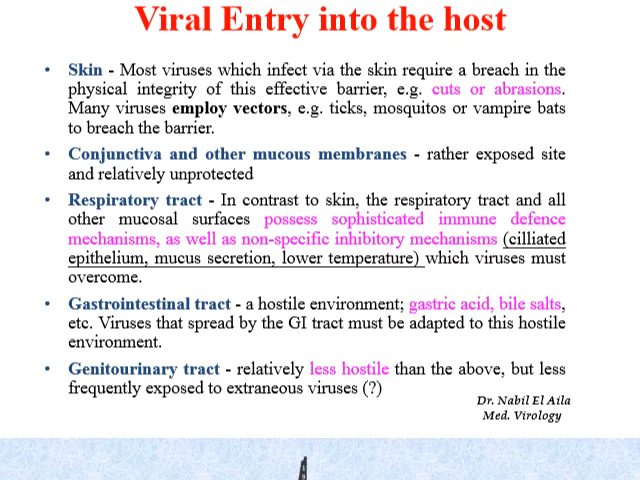 Viral Entry into the host
• Skin - Most viruses which infect via the skin require a breach in the
physical integrity of this effective barrier, e.g. cuts or abrasions.
Many viruses employ vectors, e.g. ticks, mosquitos or vampire bats
to breach the barrier.
• Conjunctiva and other mucous membranes - rather exposed site
and relatively unprotected
• Respiratory tract - In contrast to skin, the respiratory tract and all
other mucosal surfaces possess sophisticated immune defence
mechanisms, as well as non-specific inhibitory mechanisms (cilliated
epithelium, mucus secretion, lower temperature) which viruses must
overcome.
• Gastrointestinal tract - a hostile environment; gastric acid, bile salts,
etc. Viruses that spread by the GI tract must be adapted to this hostile
environment.
• Genitourinary tract - relatively less hostile than the above, but less
frequently exposed to extraneous viruses (?)
Dr. Nabil El Aila
Med. Virology